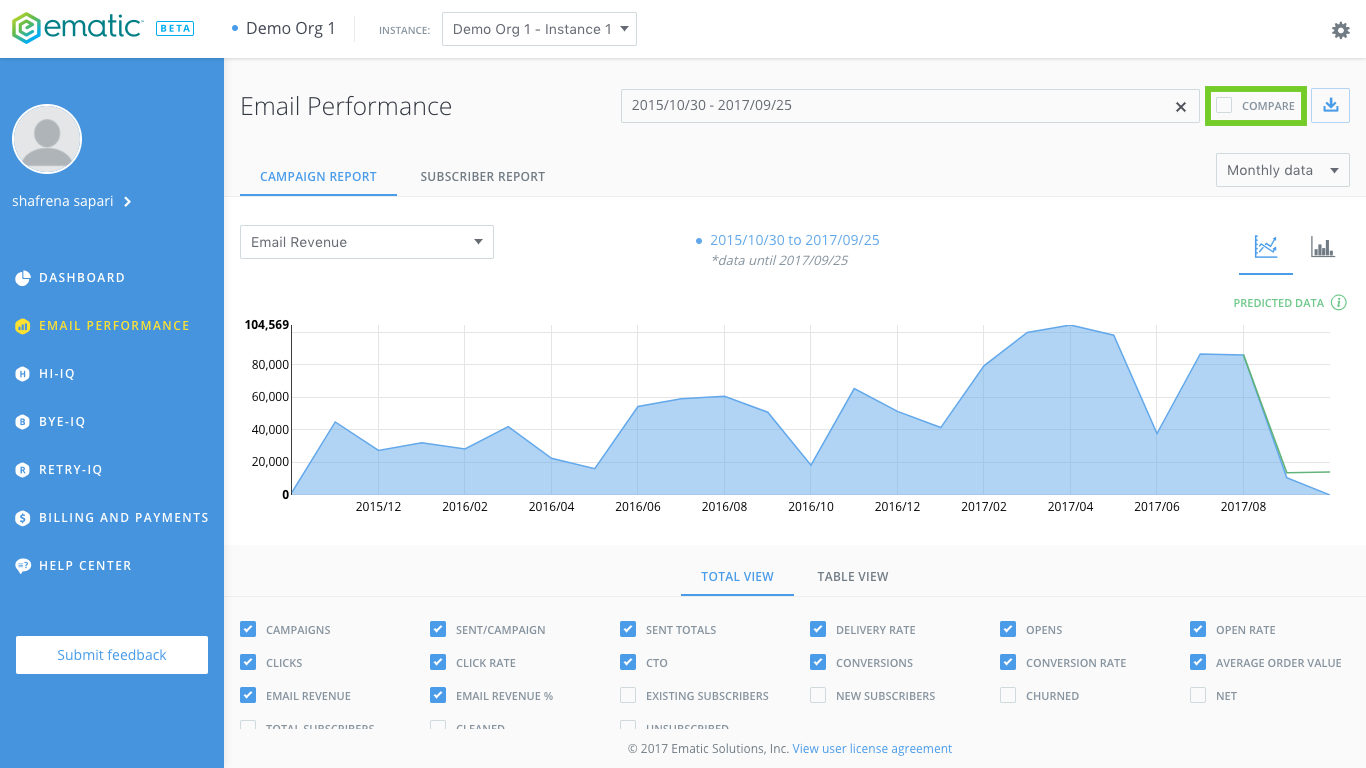 ematic BETA
Demo Org 1
INSTANCE:
Demo Org 1 - Instance 1
shafrena sapari
DASHBOARD
EMAIL PERFORMANCE
HI-IQ
BYE-IQ
RETRY-IQ
BILLING AND PAYMENTS
HELP CENTER
Submit feedback
Email Performance
2015/10/30 - 2017/09/25
COMPARE
CAMPAIGN REPORT
SUBSCRIBER REPORT
Monthly data
Email Revenue
2015/10/30 to 2017/09/25
*data until 2017/09/25
PREDICTED DATA
104,569
80,000
60,000
40,000
20,000
0
2015/12 2016/02 2016/04 2016/06 2016/08 2016/10 2016/12 2017/02 2017/04 2017/06 2017/08
TOTAL VIEW TABLE VIEW
CAMPAIGNS SENT/CAMPAIGN SENT TOTALS DELIVERY RATE OPENS OPEN RATE
CLICKS CLICK RATE CTO CONVERSIONS CONVERSION RATE AVERAGE ORDER VALUE
EMAIL REVENUE EMAIL REVENUE % EXISTING SUBSCRIBERS NEW SUBSCRIBERS CHURNED NET
TOTAL SUBSCRIBERS CLEANED UNSUBSCRIBED
© 2017 Ematic Solutions, Inc. View user license agreement